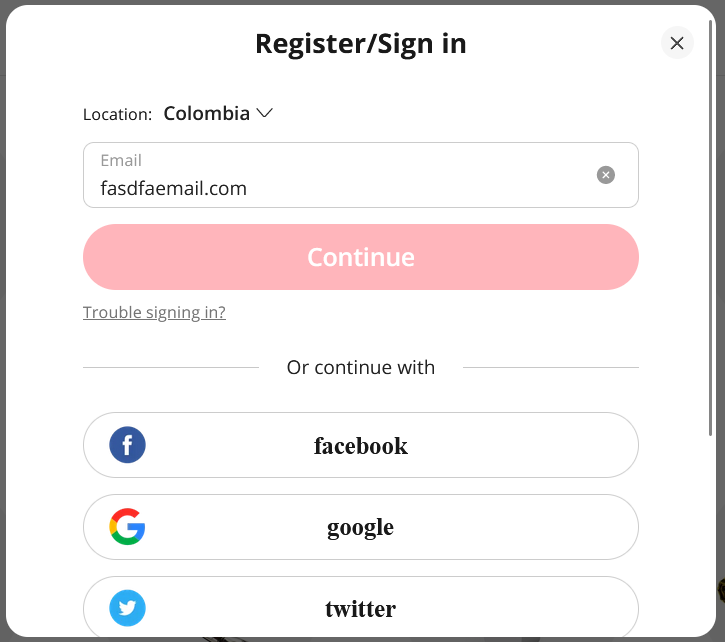 Register/Sign in
Location: Colombia
Email
fasdfaemail.com
Continue
Trouble signing in?
Or continue with
facebook
google
twitter